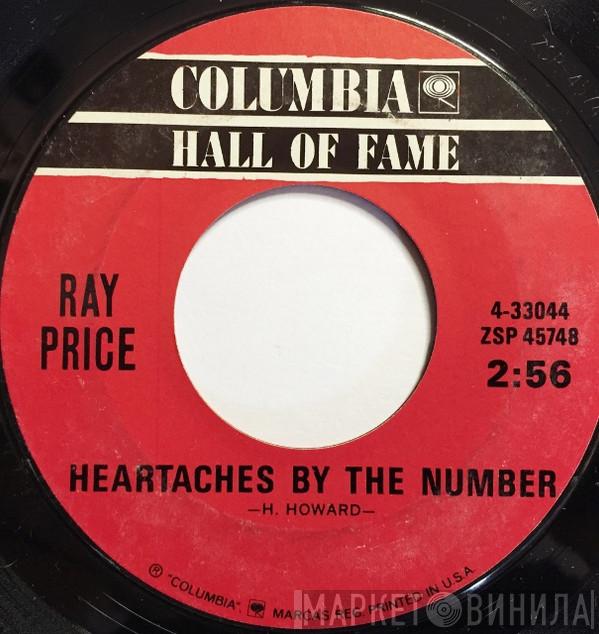 COLUMBIA
HALL OF FAME
RAY
PRICE
4-33044
ZSP 45748
2:56
HEARTACHES BY THE NUMBER
—H. HOWARD—
® "COLUMBIA", MARCAS REG. PRINTED IN U.S.A.
МАРКЕТ ВИНИЛА